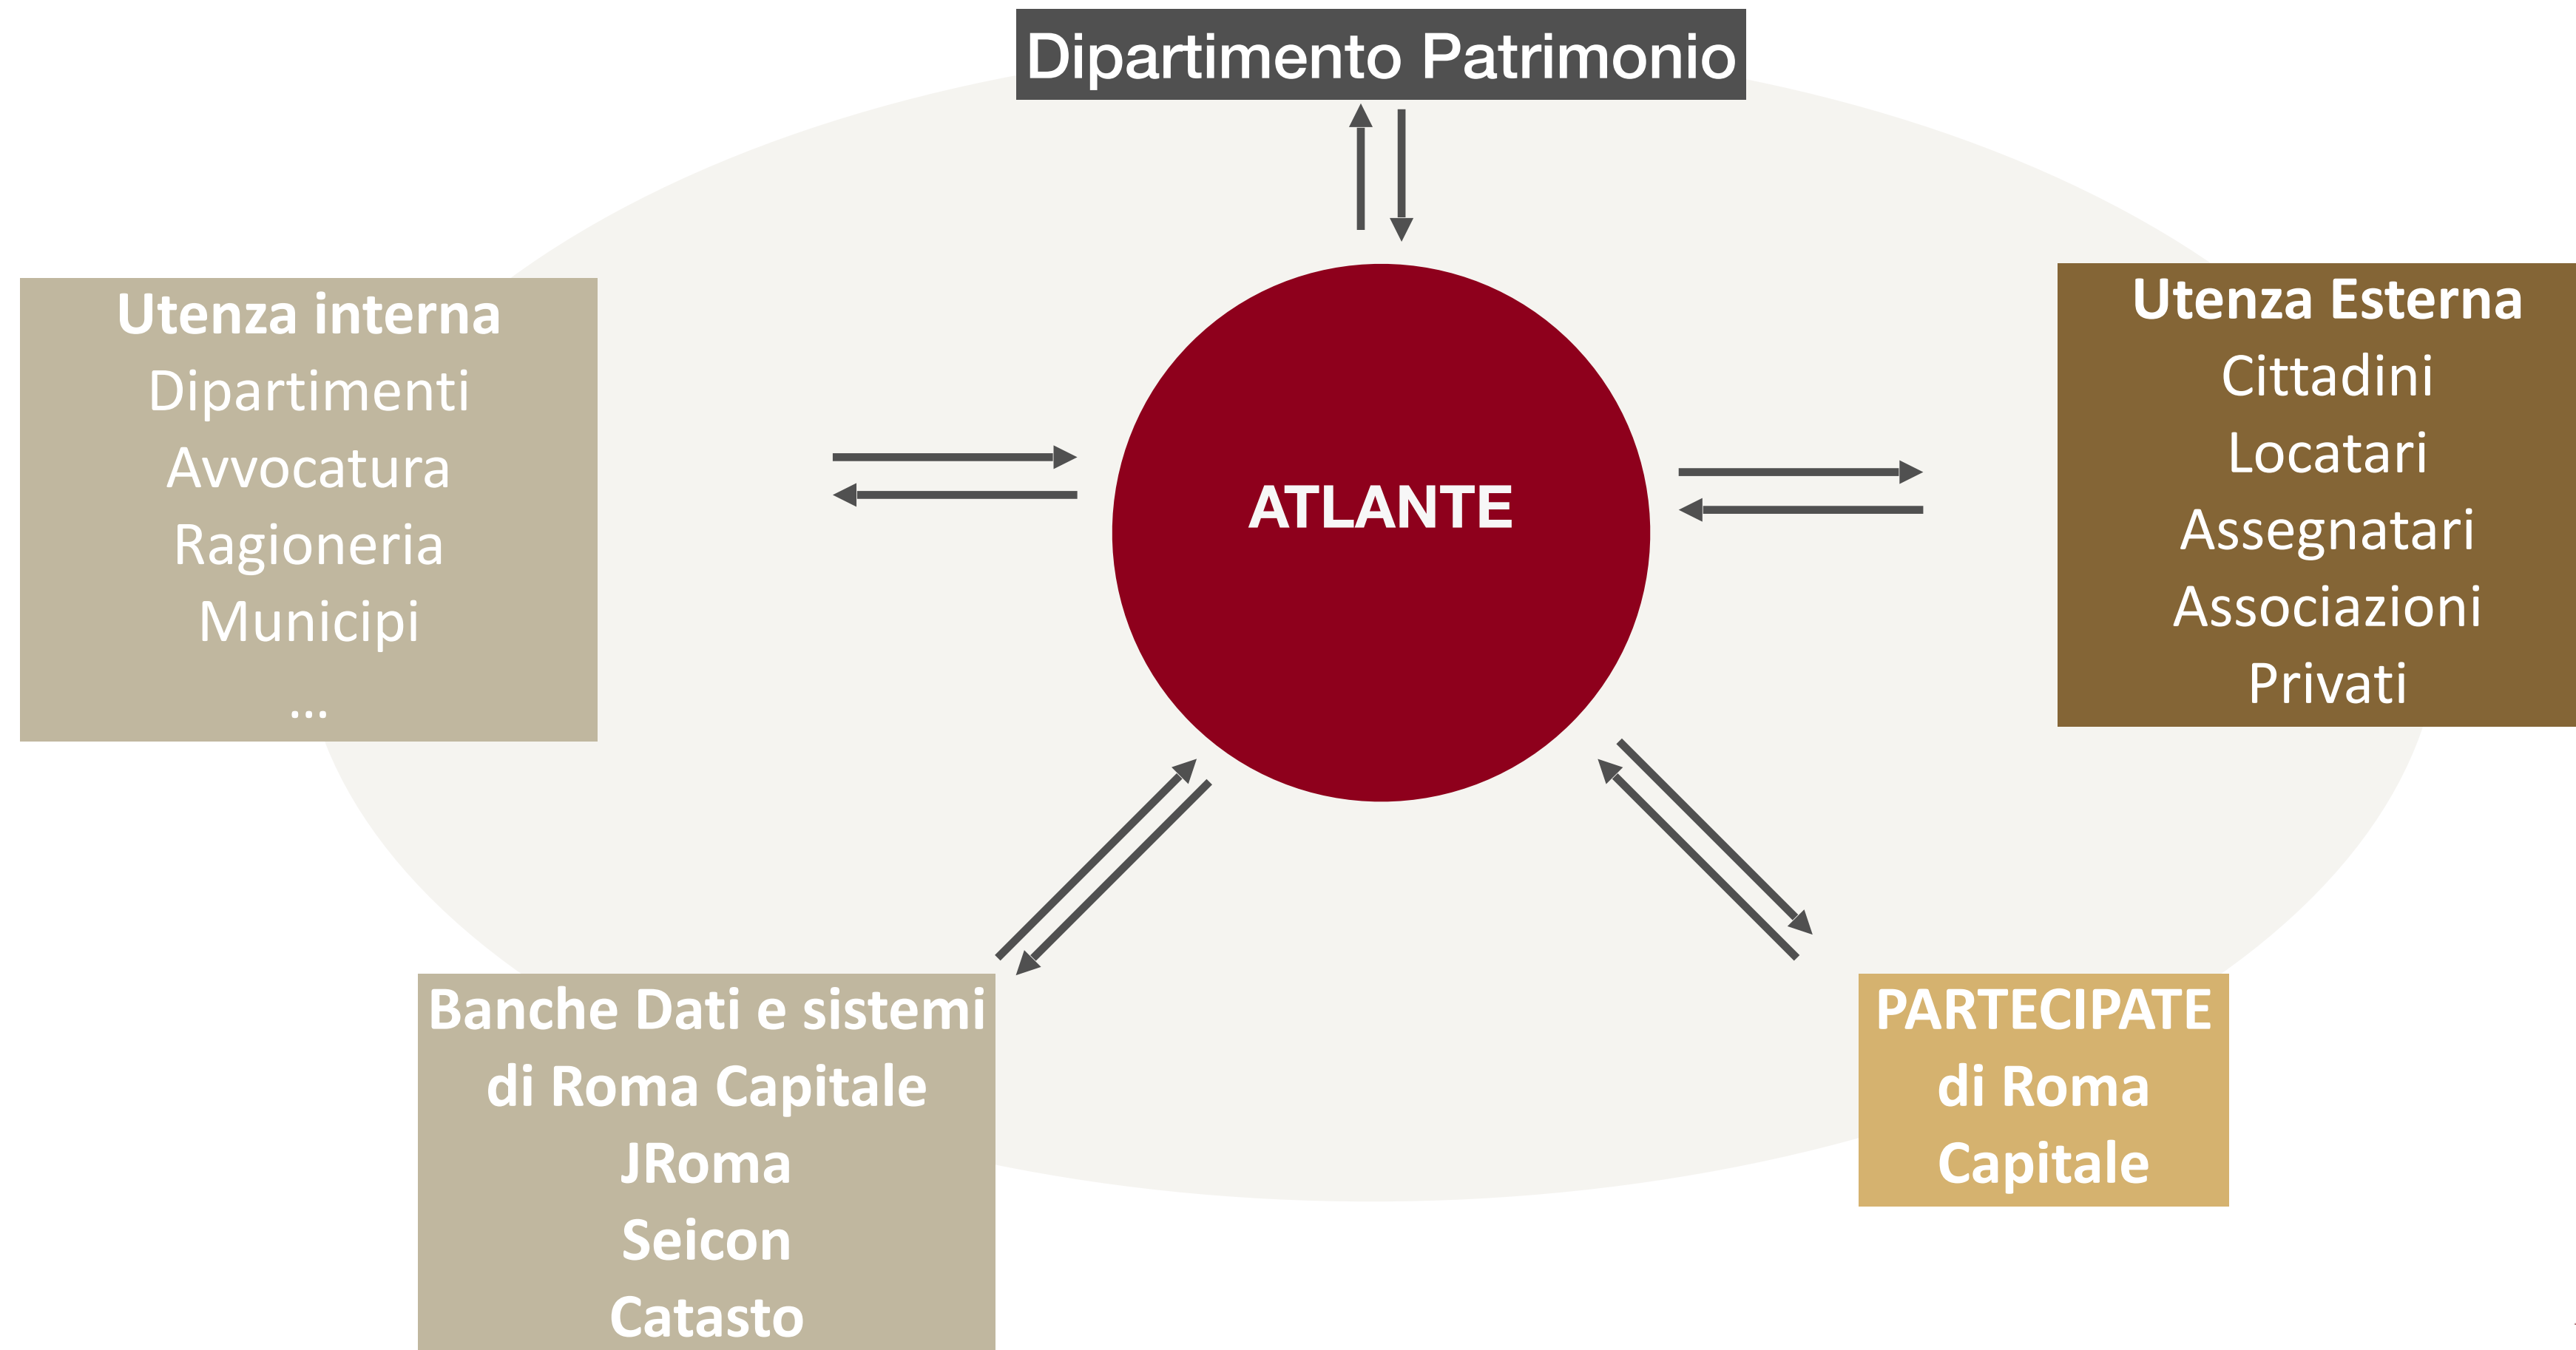 Dipartimento Patrimonio
Utenza interna
Dipartimenti
Avvocatura
Ragioneria
Municipi
...
ATLANTE
Utenza Esterna
Cittadini
Locatari
Assegnatari
Associazioni
Privati
Banche Dati e sistemi
di Roma Capitale
JRoma
Seicon
Catasto
PARTECIPATE
di Roma
Capitale